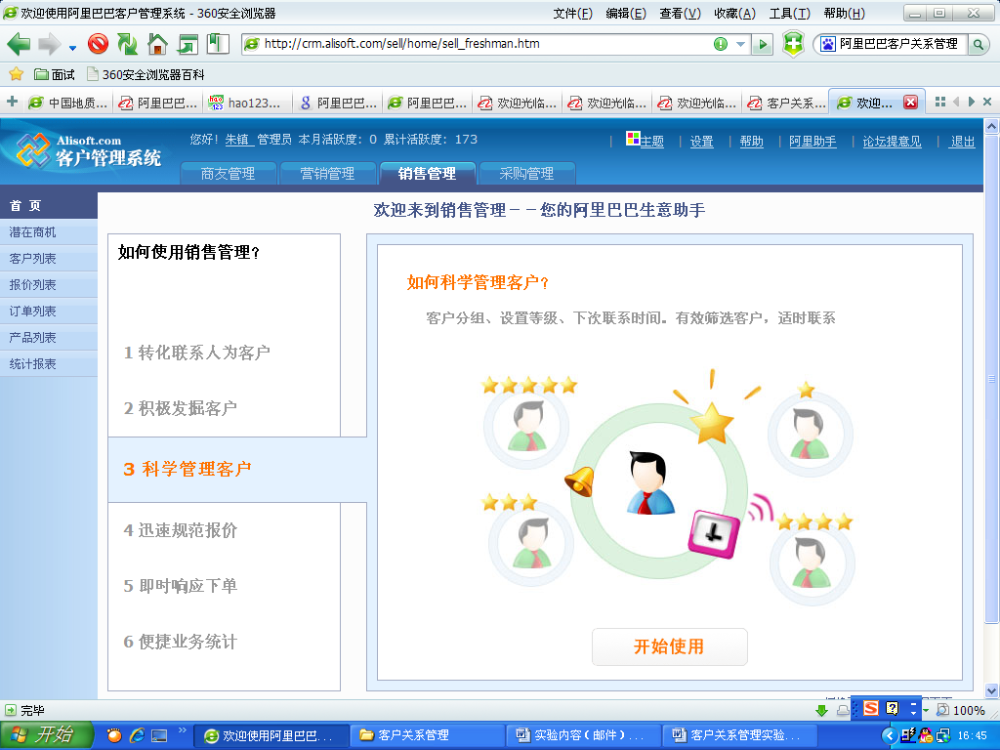 欢迎使用阿里巴巴客户管理系统 - 360安全浏览器
文件(F) 编辑(E) 查看(V) 收藏(A) 工具(T) 帮助(H)
http://crm.alisoft.com/sell/home/sell_freshman.htm
阿里巴巴客户关系管理
面试 360安全浏览器百科
中国地质... 阿里巴巴... hao123... 阿里巴巴... 阿里巴巴... 欢迎光临... 欢迎光临... 欢迎光临... 客户关系... 欢迎...
Alisoft.com
客户管理系统
您好! 朱镇 管理员 本月活跃度: 0 累计活跃度: 173
| 主题 | 设置 | 帮助 | 阿里助手 | 论坛提意见 | 退出
商友管理 营销管理 销售管理 采购管理
首 页
潜在商机
客户列表
报价列表
订单列表
产品列表
统计报表
欢迎来到销售管理－－您的阿里巴巴生意助手
如何使用销售管理?
1 转化联系人为客户
2 积极发掘客户
3 科学管理客户
4 迅速规范报价
5 即时响应下单
6 便捷业务统计
如何科学管理客户?
客户分组、设置等级、下次联系时间。有效筛选客户，适时联系
开始使用
完毕
100%
开始
欢迎使用阿里巴巴... 客户关系管理 实验内容（邮件）... 客户关系管理实验...
16:45